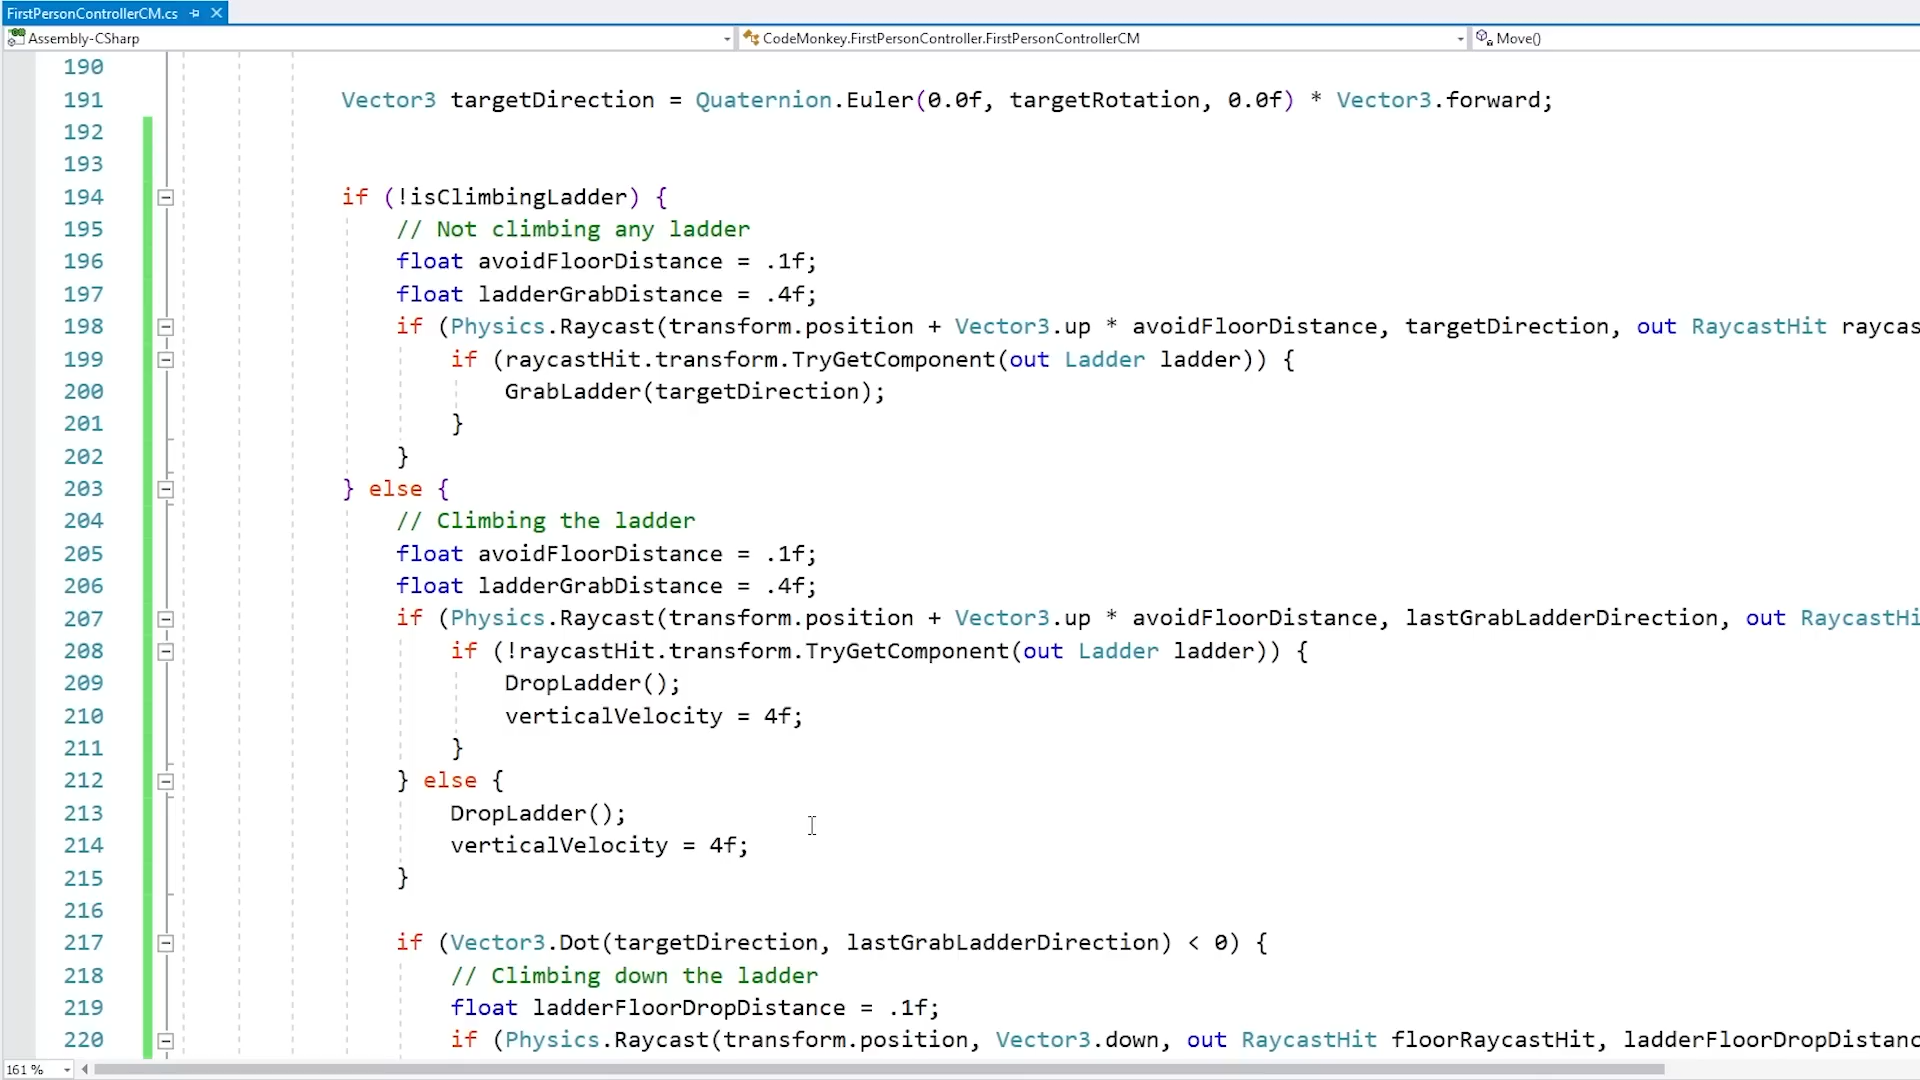 FirstPersonControllerCM.cs
Assembly-CSharp
CodeMonkey.FirstPersonController.FirstPersonControllerCM
Move()
190
191 Vector3 targetDirection = Quaternion.Euler(0.0f, targetRotation, 0.0f) * Vector3.forward;
192
193
194 if (!isClimbingLadder) {
195 // Not climbing any ladder
196 float avoidFloorDistance = .1f;
197 float ladderGrabDistance = .4f;
198 if (Physics.Raycast(transform.position + Vector3.up * avoidFloorDistance, targetDirection, out RaycastHit raycas
199 if (raycastHit.transform.TryGetComponent(out Ladder ladder)) {
200 GrabLadder(targetDirection);
201 }
202 }
203 } else {
204 // Climbing the ladder
205 float avoidFloorDistance = .1f;
206 float ladderGrabDistance = .4f;
207 if (Physics.Raycast(transform.position + Vector3.up * avoidFloorDistance, lastGrabLadderDirection, out RaycastHi
208 if (!raycastHit.transform.TryGetComponent(out Ladder ladder)) {
209 DropLadder();
210 verticalVelocity = 4f;
211 }
212 } else {
213 DropLadder();
214 verticalVelocity = 4f;
215 }
216
217 if (Vector3.Dot(targetDirection, lastGrabLadderDirection) < 0) {
218 // Climbing down the ladder
219 float ladderFloorDropDistance = .1f;
220 if (Physics.Raycast(transform.position, Vector3.down, out RaycastHit floorRaycastHit, ladderFloorDropDistanc
161 %